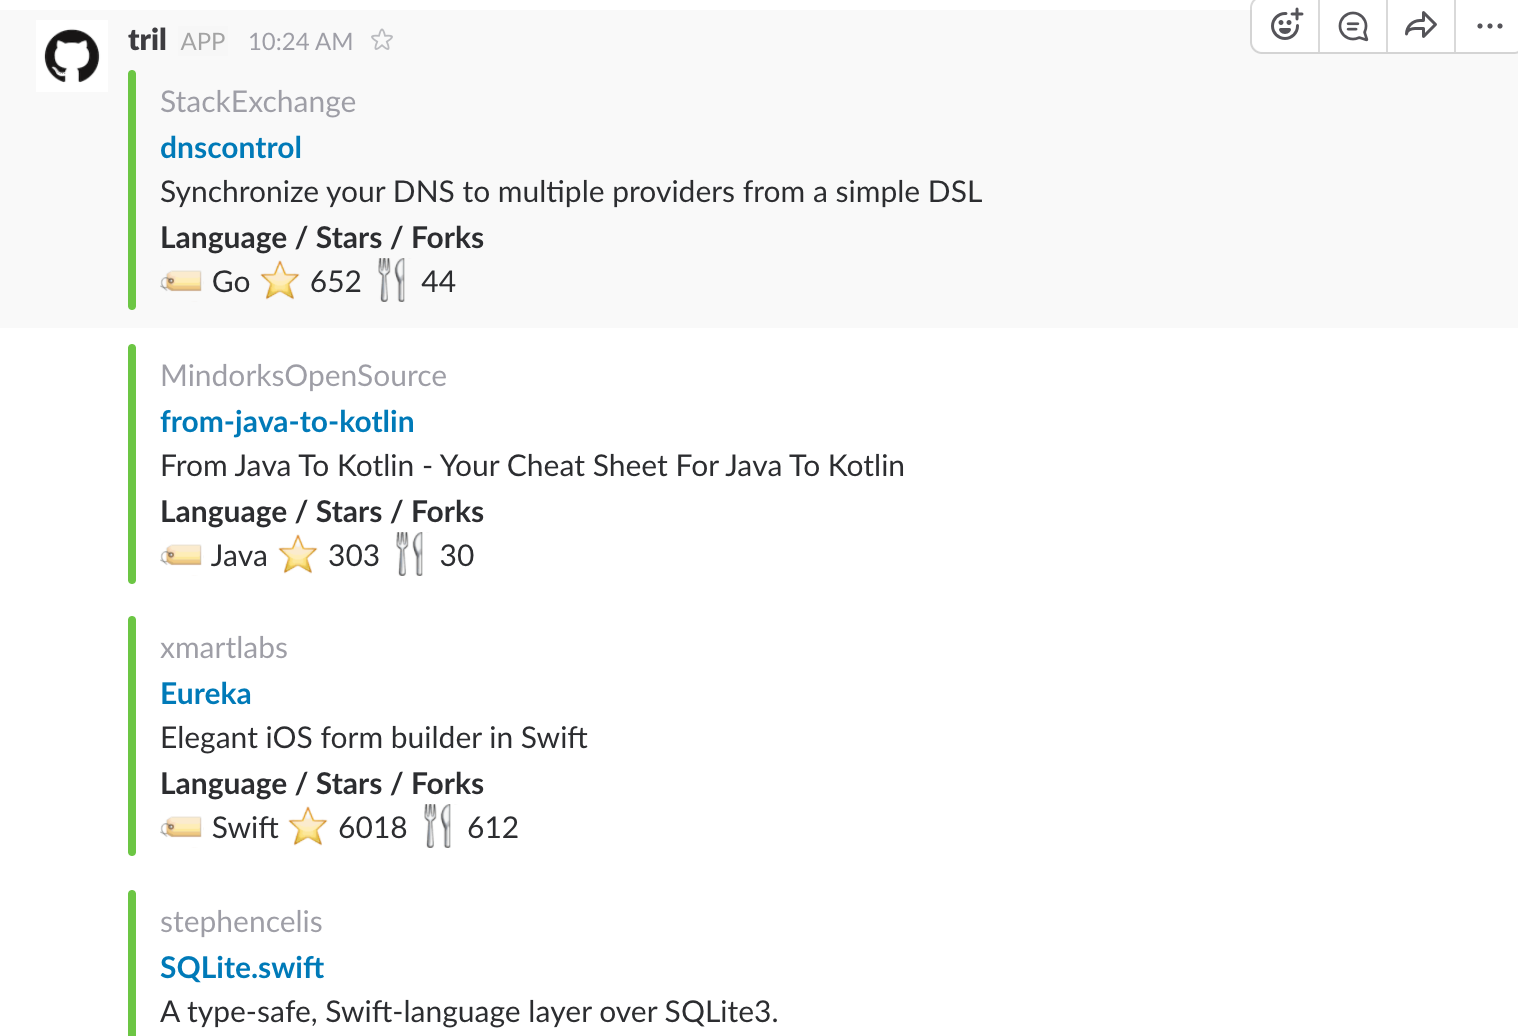 tril APP 10:24 AM
StackExchange
dnscontrol
Synchronize your DNS to multiple providers from a simple DSL
Language / Stars / Forks
Go 652 44
MindorksOpenSource
from-java-to-kotlin
From Java To Kotlin - Your Cheat Sheet For Java To Kotlin
Language / Stars / Forks
Java 303 30
xmartlabs
Eureka
Elegant iOS form builder in Swift
Language / Stars / Forks
Swift 6018 612
stephencelis
SQLite.swift
A type-safe, Swift-language layer over SQLite3.